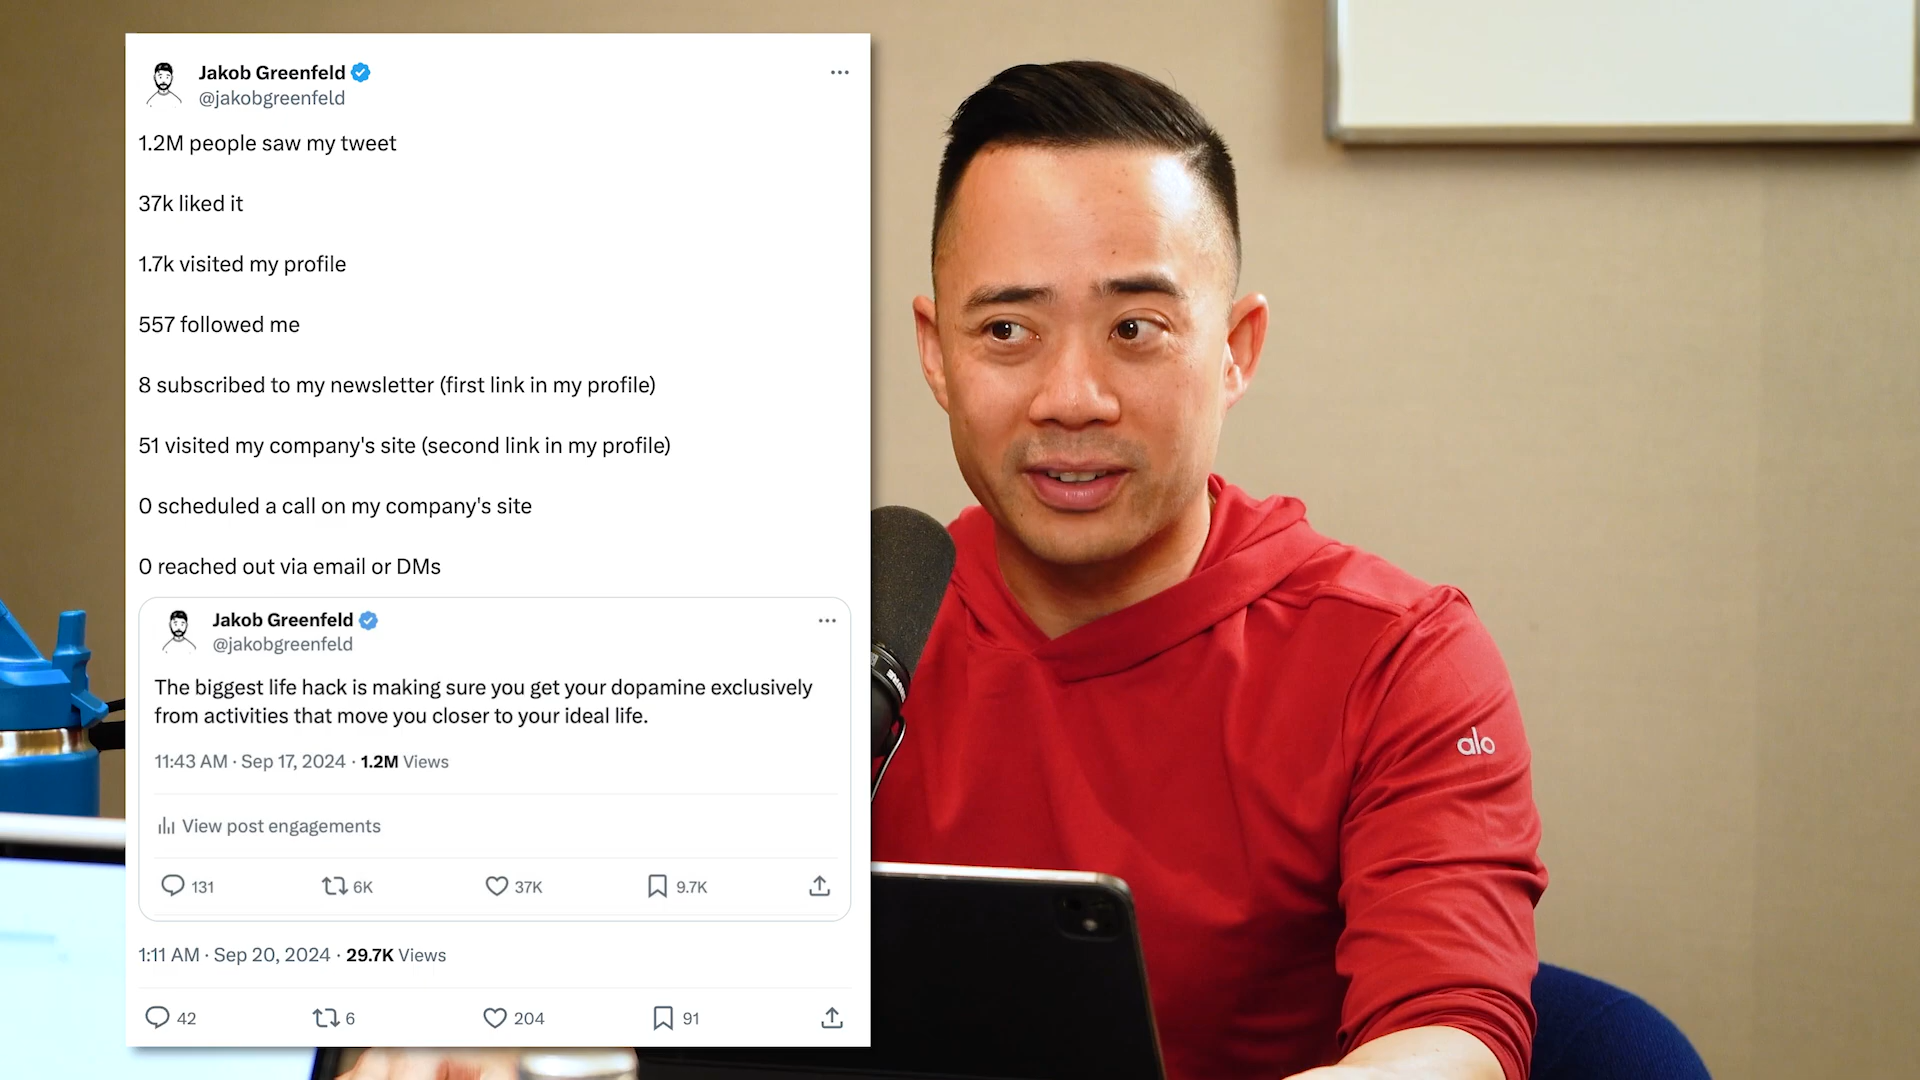 Jakob Greenfeld
@jakobgreenfeld
1.2M people saw my tweet
37k liked it
1.7k visited my profile
557 followed me
8 subscribed to my newsletter (first link in my profile)
51 visited my company's site (second link in my profile)
0 scheduled a call on my company's site
0 reached out via email or DMs
Jakob Greenfeld
@jakobgreenfeld
The biggest life hack is making sure you get your dopamine exclusively
from activities that move you closer to your ideal life.
11:43 AM · Sep 17, 2024 · 1.2M Views
View post engagements
131 6K 37K 9.7K
1:11 AM · Sep 20, 2024 · 29.7K Views
42 6 204 91
alo